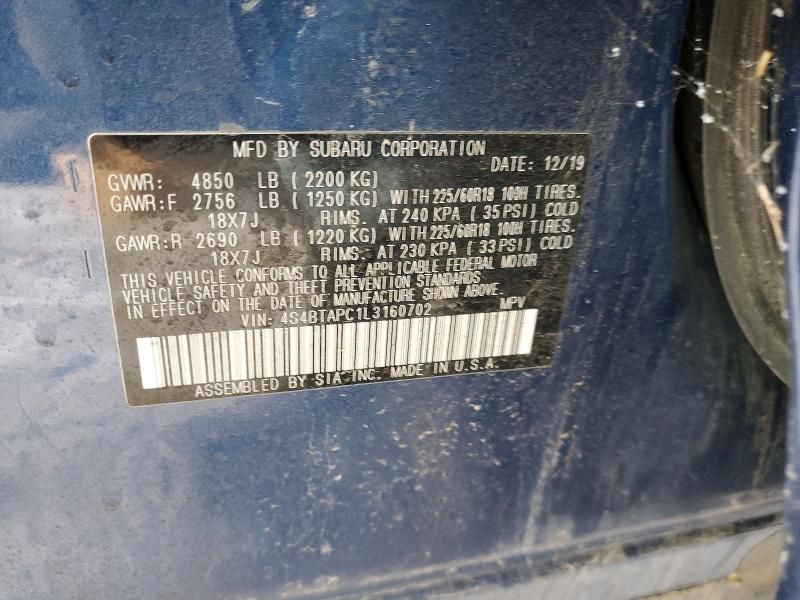 MFD BY SUBARU CORPORATION
DATE: 12/19
GVWR: 4850 LB ( 2200 KG)
GAWR:F 2756 LB ( 1250 KG) WITH 225/60R18 100H TIRES.
18X7J RIMS. AT 240 KPA ( 35PSI) COLD
GAWR:R 2690 LB ( 1220 KG) WITH 225/60R18 100H TIRES.
18X7J RIMS. AT 230 KPA ( 33PSI) COLD
THIS VEHICLE CONFORMS TO ALL APPLICABLE FEDERAL MOTOR
VEHICLE SAFETY AND THEFT PREVENTION STANDARDS
IN EFFECT ON THE DATE OF MANUFACTURE SHOWN ABOVE.
VIN: 4S4BTAPC1L3160702 MPV
ASSEMBLED BY SIA INC. MADE IN U.S.A.